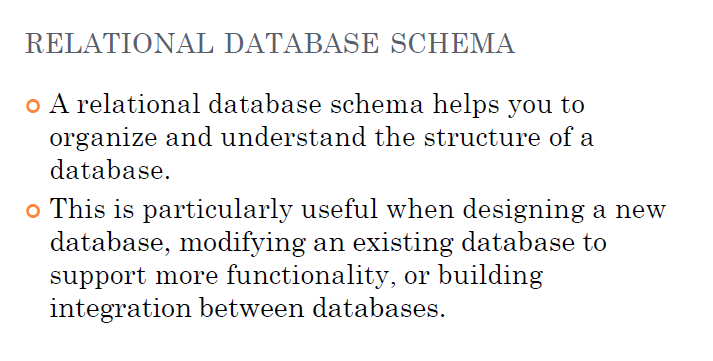 RELATIONAL DATABASE SCHEMA
A relational database schema helps you to
organize and understand the structure of a
database.
This is particularly useful when designing a new
database, modifying an existing database to
support more functionality, or building
integration between databases.